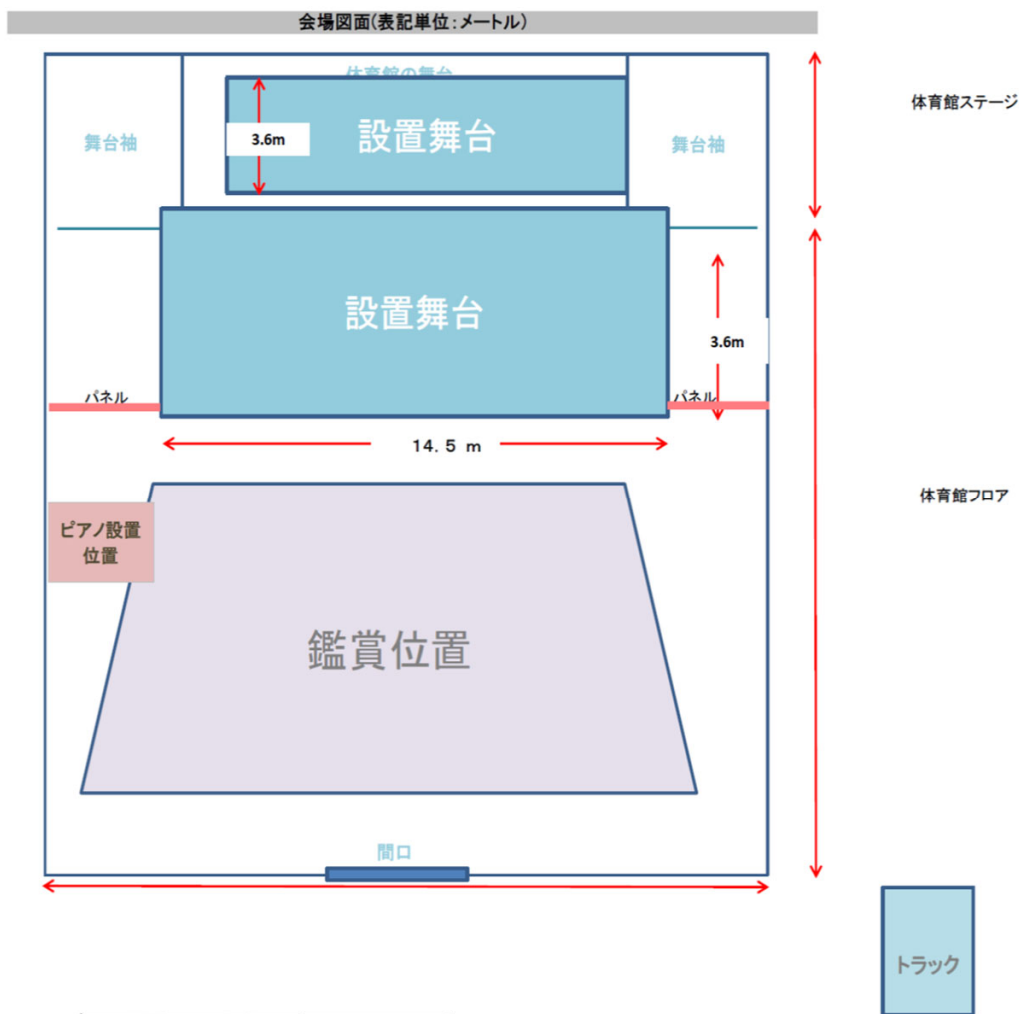 会場図面(表記単位:メートル)
体育館の舞台
体育館ステージ
3.6m
設置舞台
舞台袖
舞台袖
設置舞台
3.6m
パネル
パネル
14.5 m
ピアノ設置
位置
体育館フロア
鑑賞位置
間口
トラック